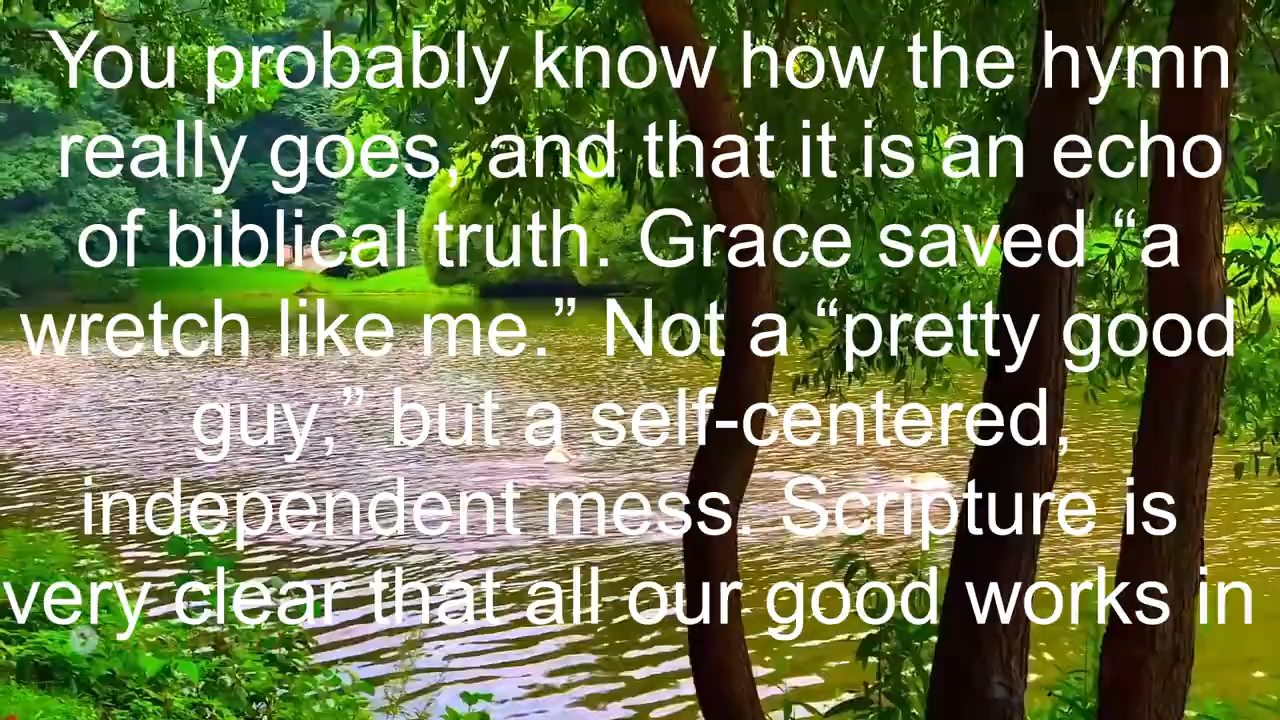 You probably know how the hymn
really goes, and that it is an echo
of biblical truth. Grace saved “a
wretch like me.” Not a “pretty good
guy,” but a self-centered,
independent mess. Scripture is
very clear that all our good works in